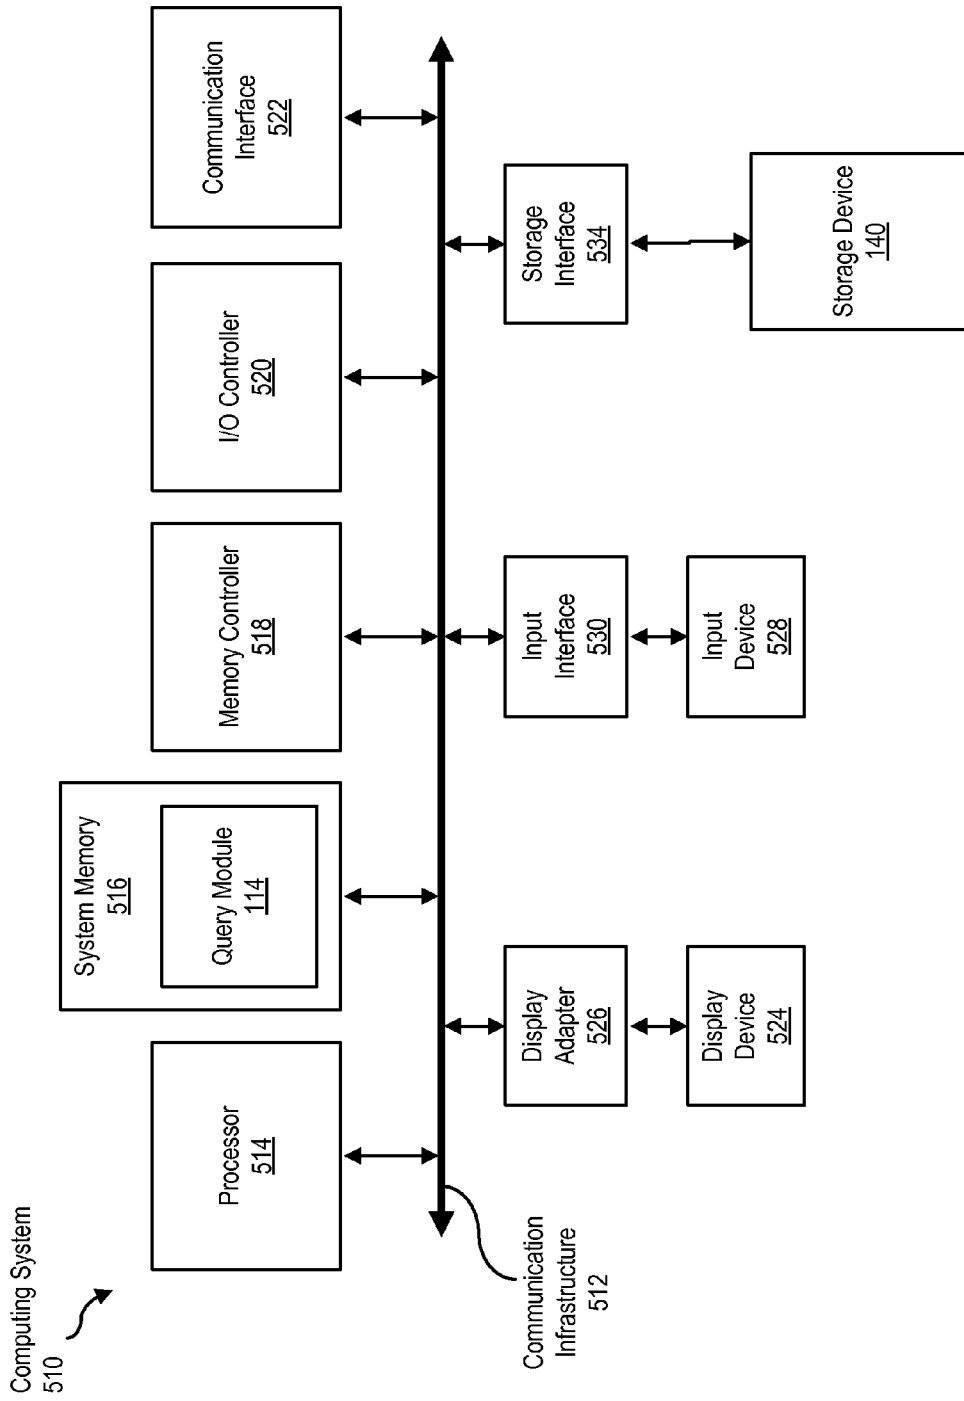 Computing System
510
Processor
514
System Memory
516
Query Module
114
Memory Controller
518
I/O Controller
520
Communication
Interface
522
Communication
Infrastructure
512
Display
Adapter
526
Input
Interface
530
Storage
Interface
534
Display
Device
524
Input
Device
528
Storage Device
140